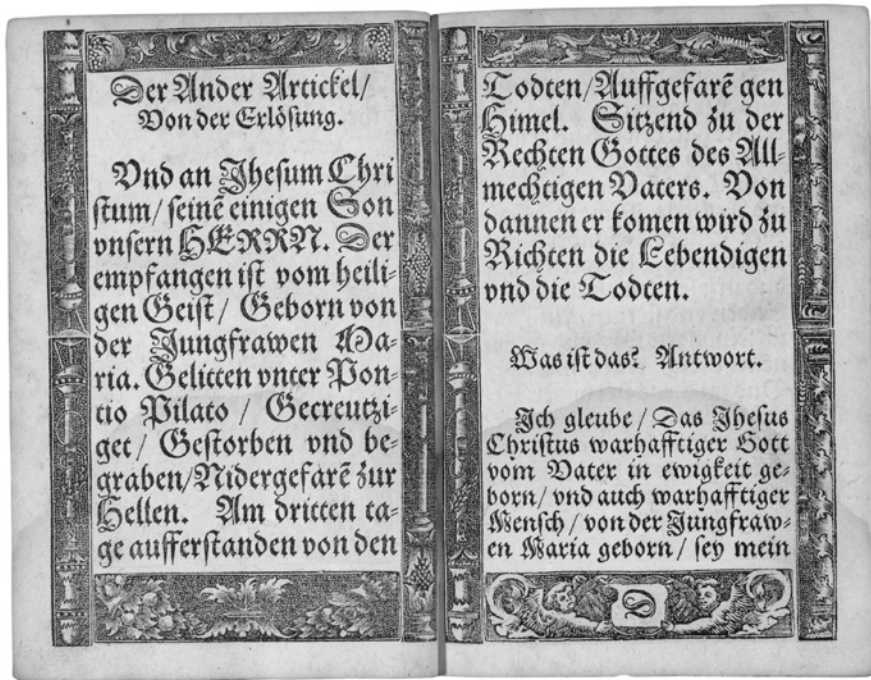 Der Ander Artickel/
Von der Erlösung.
Vnd an Jhesum Chri
stum/ seinē einigen Son
vnsern HERRN. Der
empfangen ist vom heili-
gen Geist/ Geborn von
der Jungfrawen Ma-
ria. Gelitten vnter Pon-
tio Pilato / Gecreutzi-
get/ Gestorben vnd be-
graben/Nidergefarē zur
Hellen. Am dritten ta-
ge aufferstanden von den
Todten/Auffgefarē gen
Himel. Sitzend zu der
Rechten Gottes des All-
mechtigen Vaters. Von
dannen er komen wird zu
Richten die Lebendigen
vnd die Todten.
Was ist das? Antwort.
Jch gleube/ Das Jhesus
Christus warhafftiger Gott
vom Vater in ewigkeit ge-
born/ vnd auch warhafftiger
Mensch/ von der Jungfraw-
en Maria geborn/ sey mein
D